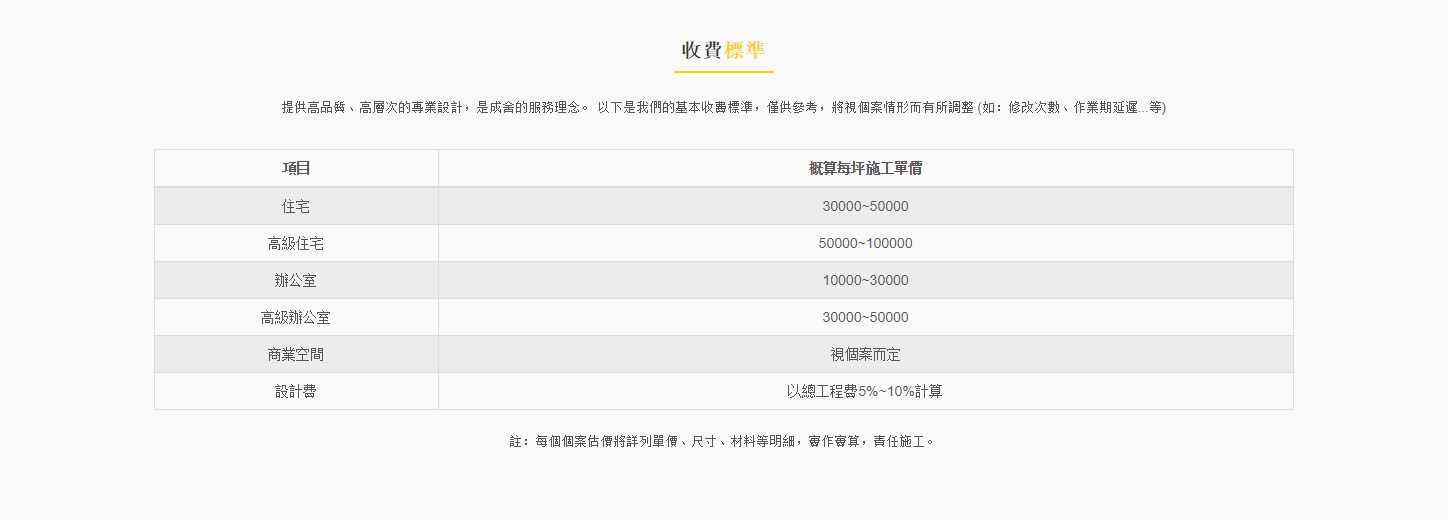 收費標準
提供高品質、高層次的專業設計，是成舍的服務理念。 以下是我們的基本收費標準，僅供參考，將視個案情形而有所調整 (如：修改次數、作業期延遲...等)
項目 概算每坪施工單價
住宅 30000~50000
高級住宅 50000~100000
辦公室 10000~30000
高級辦公室 30000~50000
商業空間 視個案而定
設計費 以總工程費5%~10%計算
註：每個個案估價將詳列單價、尺寸、材料等明細，實作實算，責任施工。